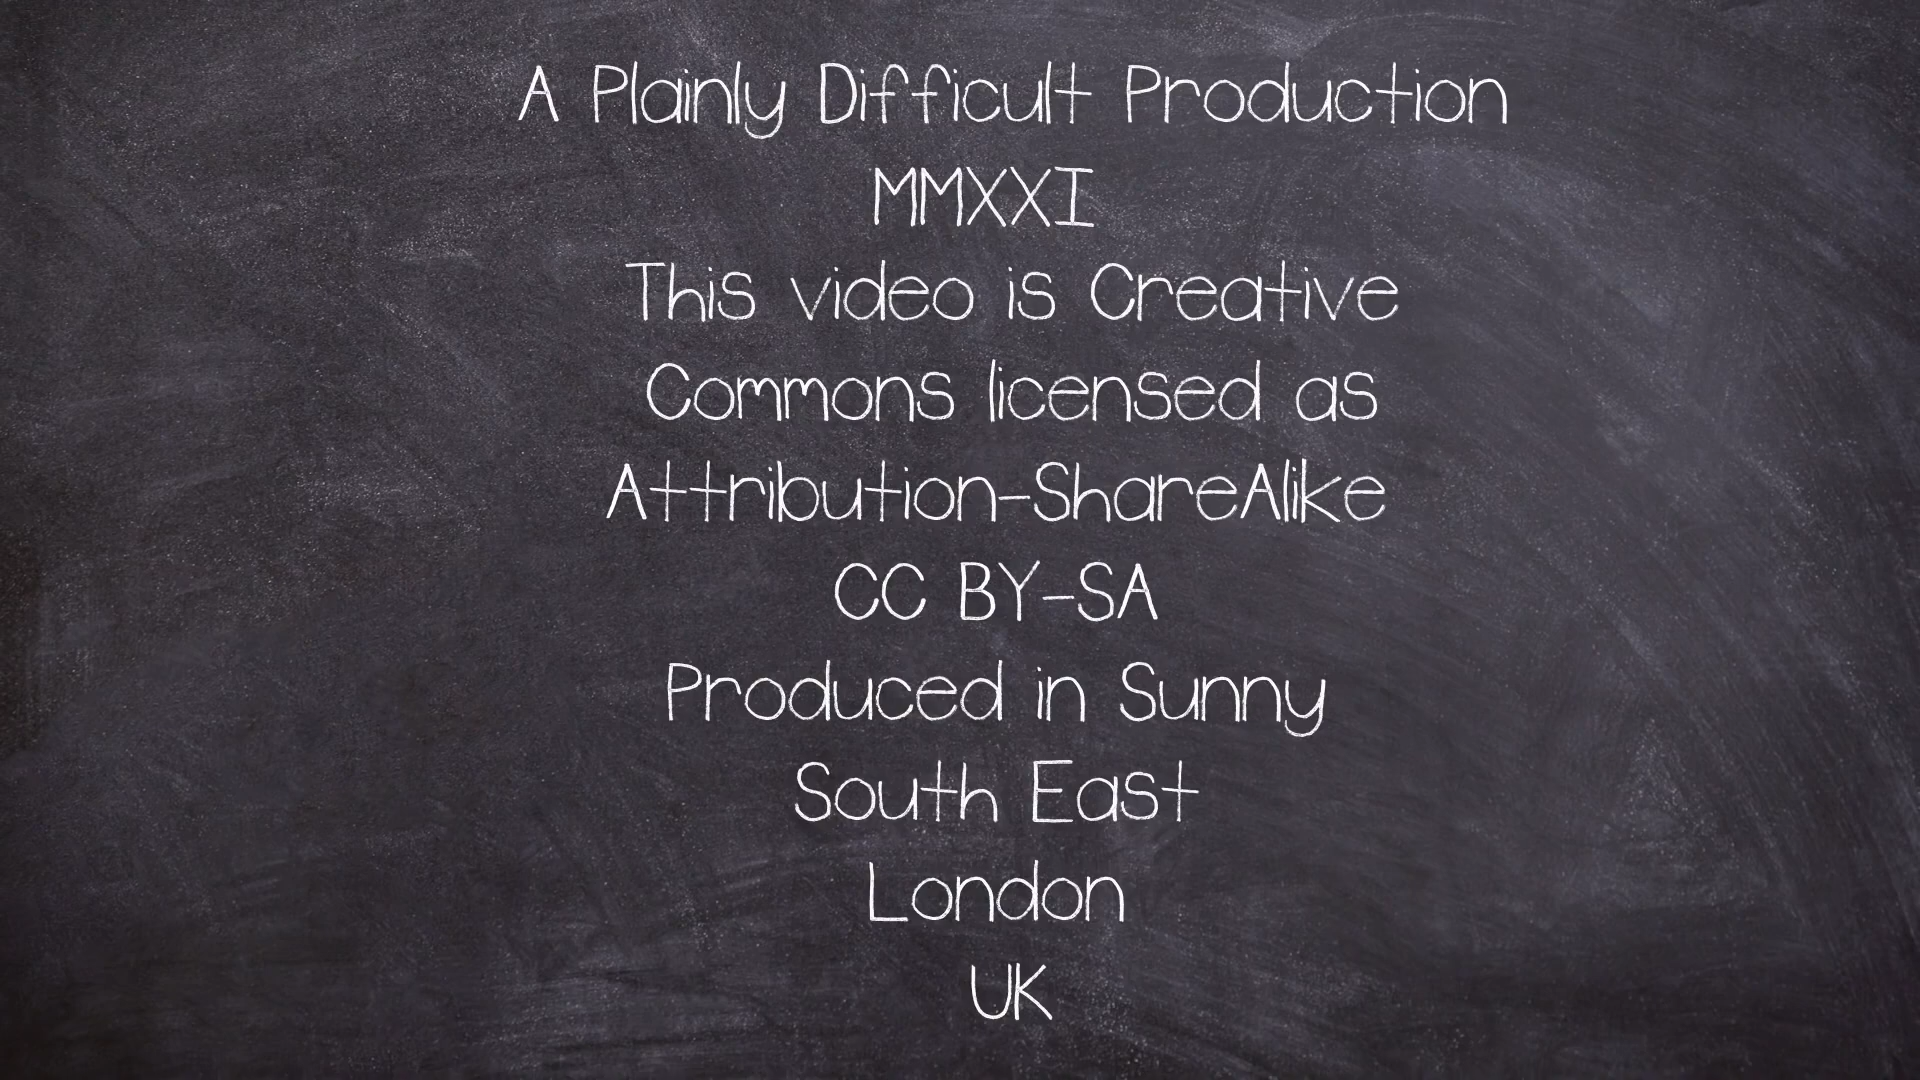 A Plainly Difficult Production
MMXXI
This video is Creative
Commons licensed as
Attribution-ShareAlike
CC BY-SA
Produced in Sunny
South East
London
UK